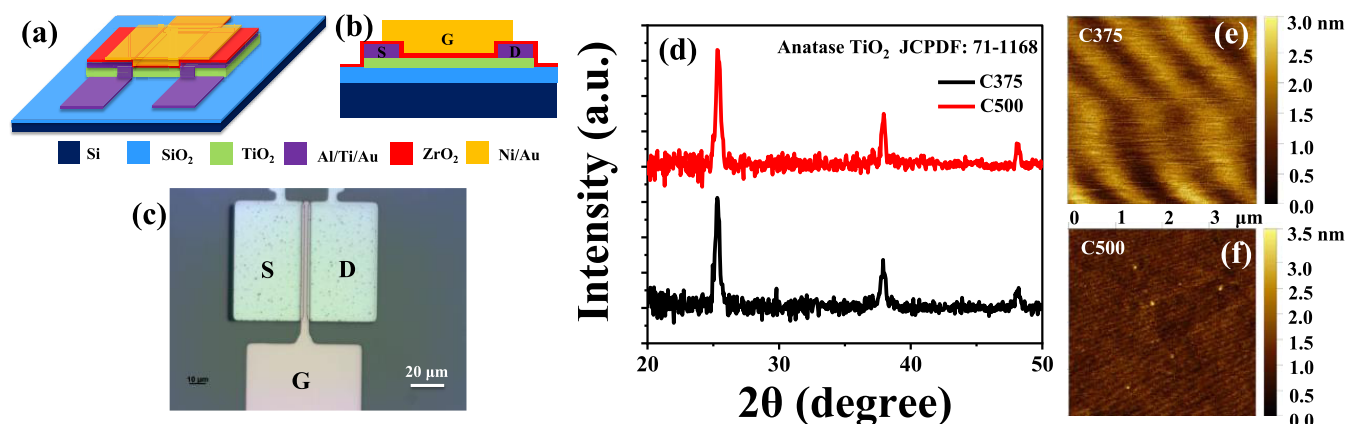 (a)
(b)
G
S
D
Si
SiO₂
TiO₂
Al/Ti/Au
ZrO₂
Ni/Au
(c)
S
D
G
10 μm
20 μm
(d)
Anatase TiO₂ JCPDF: 71-1168
C375
C500
Intensity (a.u.)
20
30
40
50
2θ (degree)
C375
(e)
3.0 nm
2.5
2.0
1.5
1.0
0.5
0.0
0 1 2 3 μm
C500
(f)
3.5 nm
3.0
2.5
2.0
1.5
1.0
0.5
0.0